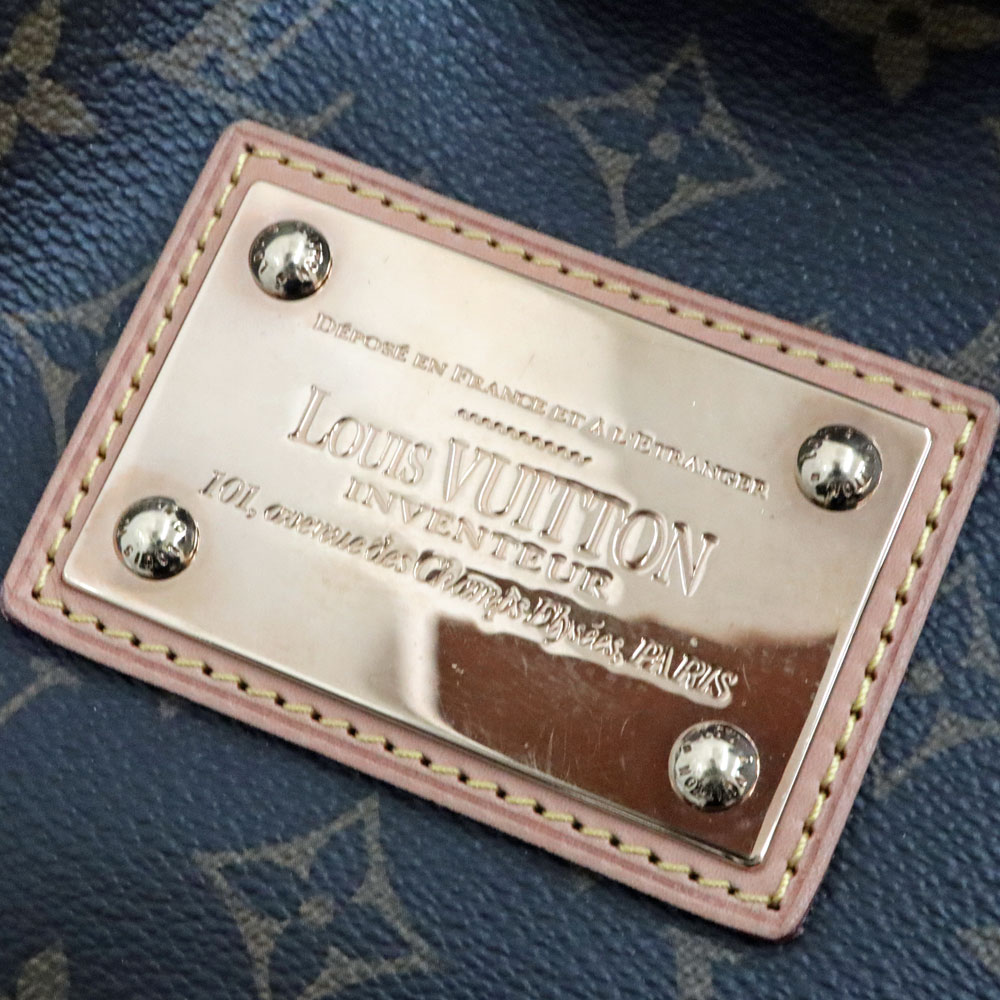 DÉPOSÉ EN FRANCE ET À L'ETRANGER
LOUIS VUITTON
INVENTEUR
101, avenue des Champs-Elysées, PARIS